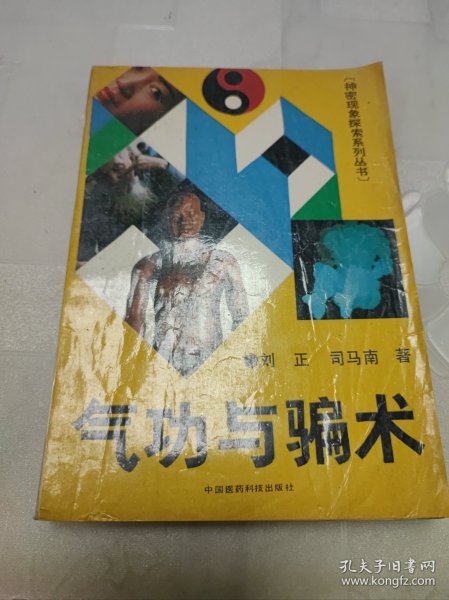 [神密现象探索系列丛书]
刘正 司马南 著
气功与骗术
中国医药科技出版社
孔夫子旧书网
www.kongfz.com